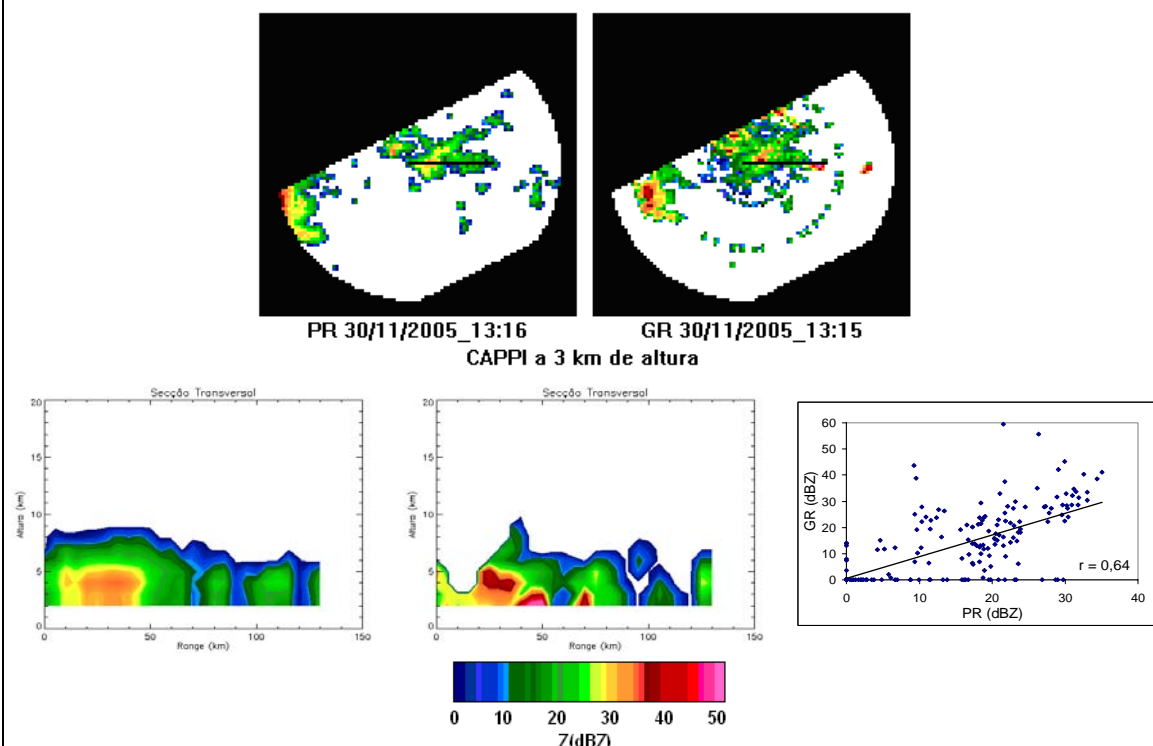 PR 30/11/2005_13:16
GR 30/11/2005_13:15
CAPPI a 3 km de altura
Secção Transversal
Altura (km)
20
15
10
5
0
0 50 100 150
Range (km)
Secção Transversal
Altura (km)
20
15
10
5
0
0 50 100 150
Range (km)
GR (dBZ)
60
50
40
30
20
10
0
r = 0,64
0 10 20 30 40
PR (dBZ)
0 10 20 30 40 50
Z(dBZ)